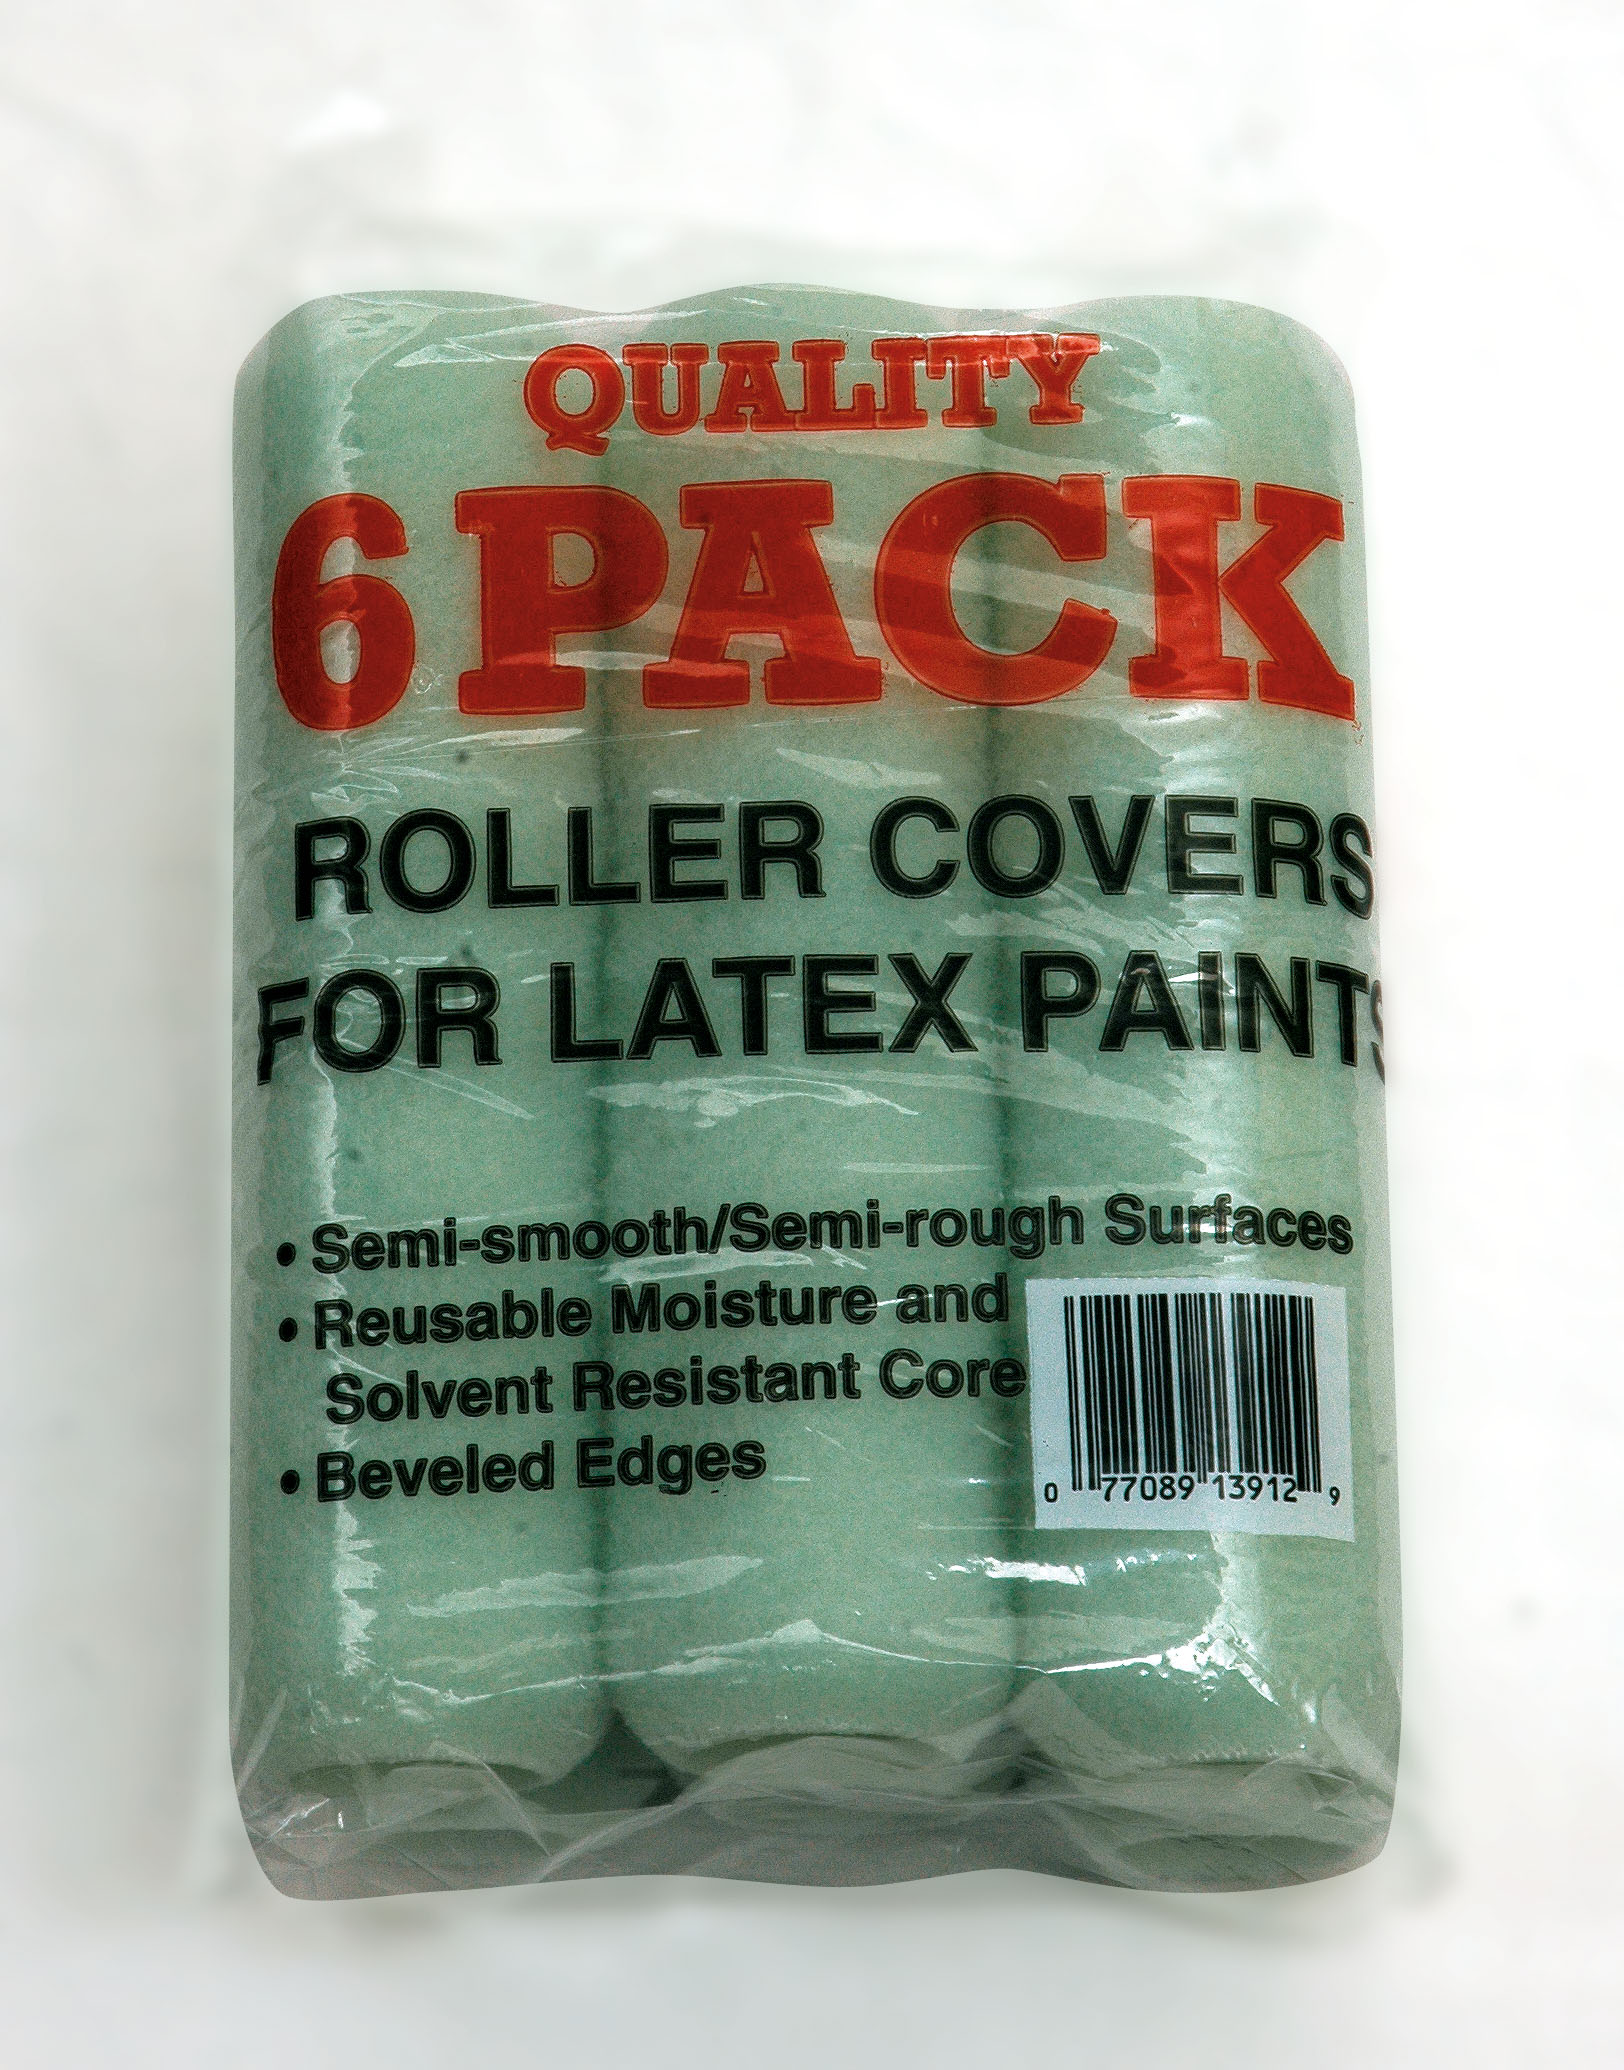 QUALITY
6 PACK
ROLLER COVERS
FOR LATEX PAINTS
• Semi-smooth/Semi-rough Surfaces
• Reusable Moisture and
Solvent Resistant Core
• Beveled Edges
0 77089 13912 9